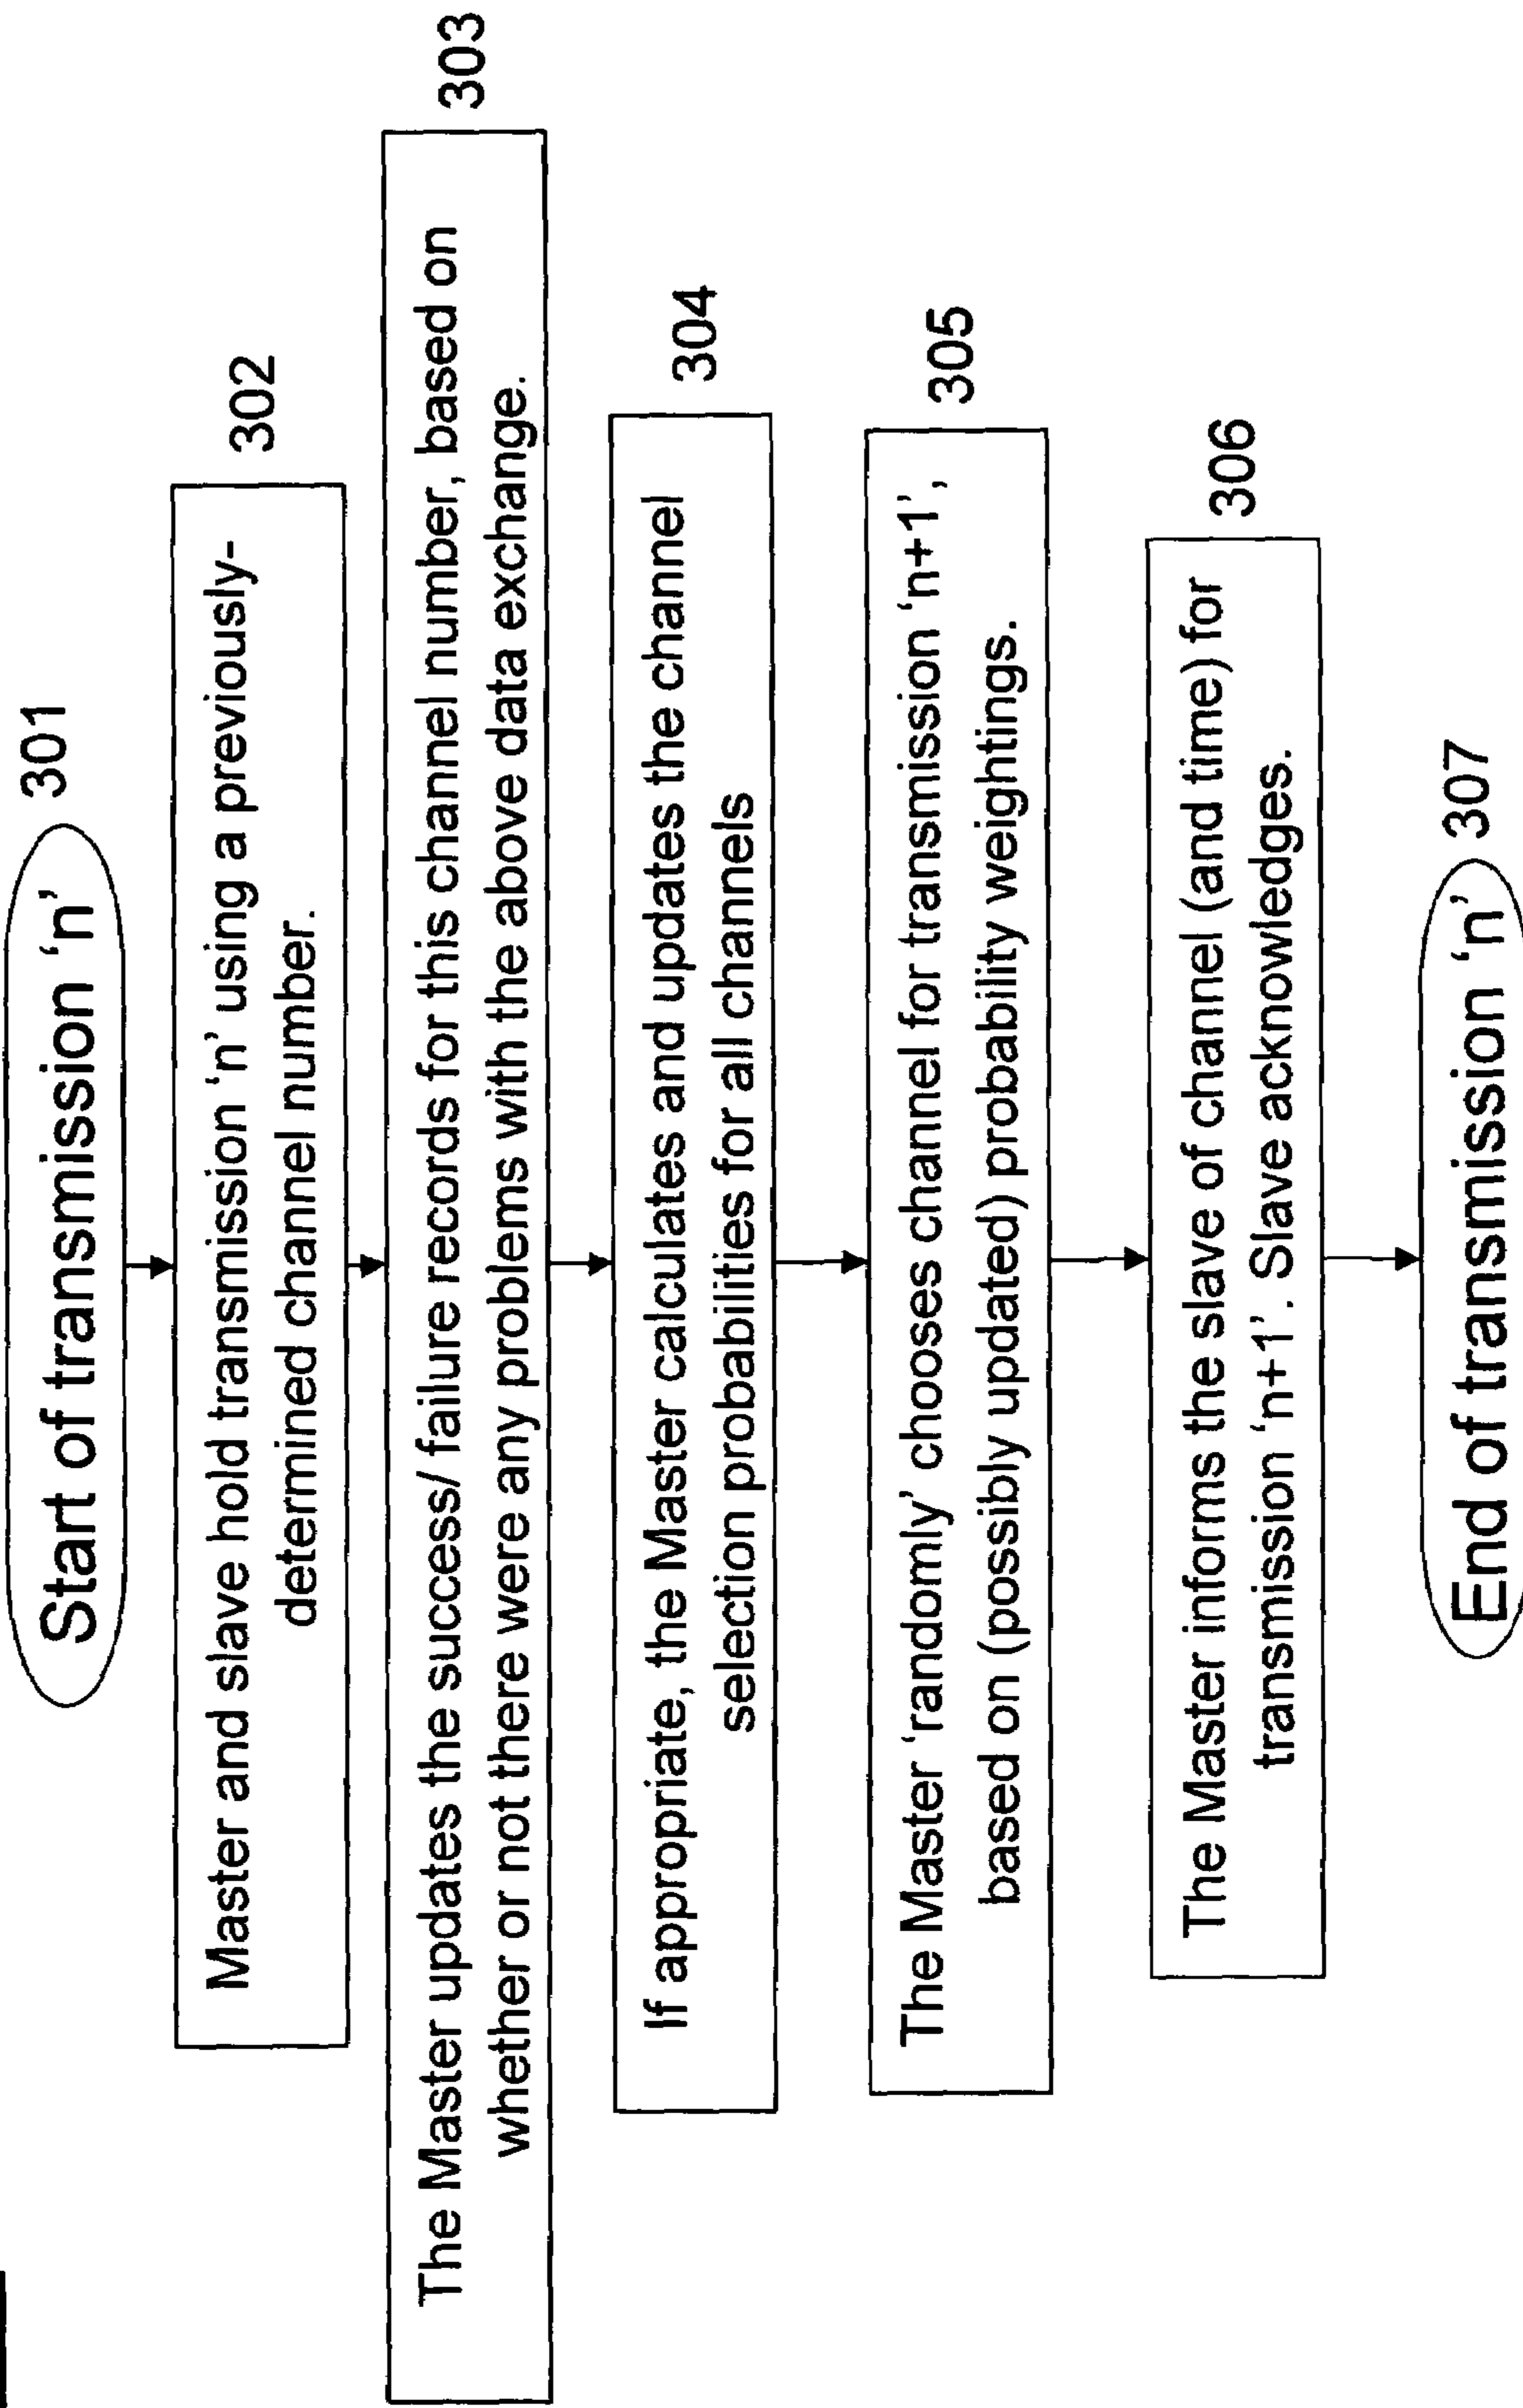 Start of transmission ‘n’
301
Master and slave hold transmission ‘n’ using a previously-
determined channel number.
302
The Master updates the success/ failure records for this channel number, based on
whether or not there were any problems with the above data exchange.
303
If appropriate, the Master calculates and updates the channel
selection probabilities for all channels
304
The Master ‘randomly’ chooses channel for transmission ‘n+1’,
based on (possibly updated) probability weightings.
305
The Master informs the slave of channel (and time) for
transmission ‘n+1’. Slave acknowledges.
306
End of transmission ‘n’
307